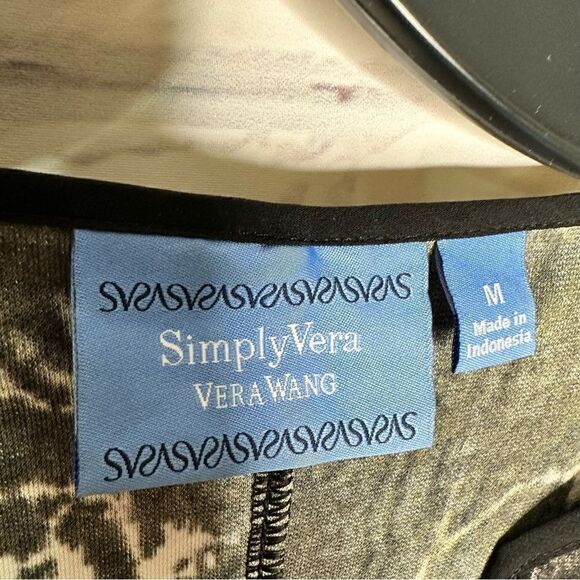 SimplyVera
VERA WANG
M
Made in
Indonesia